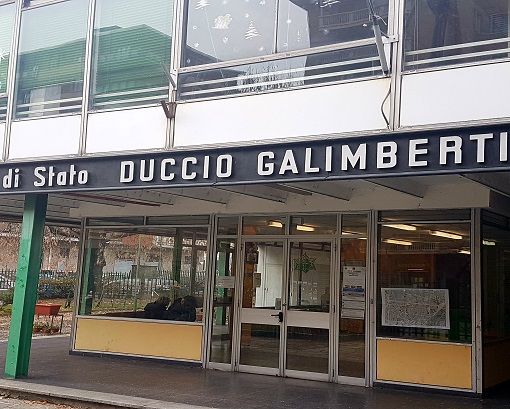 di Stato DUCCIO GALIMBERTI